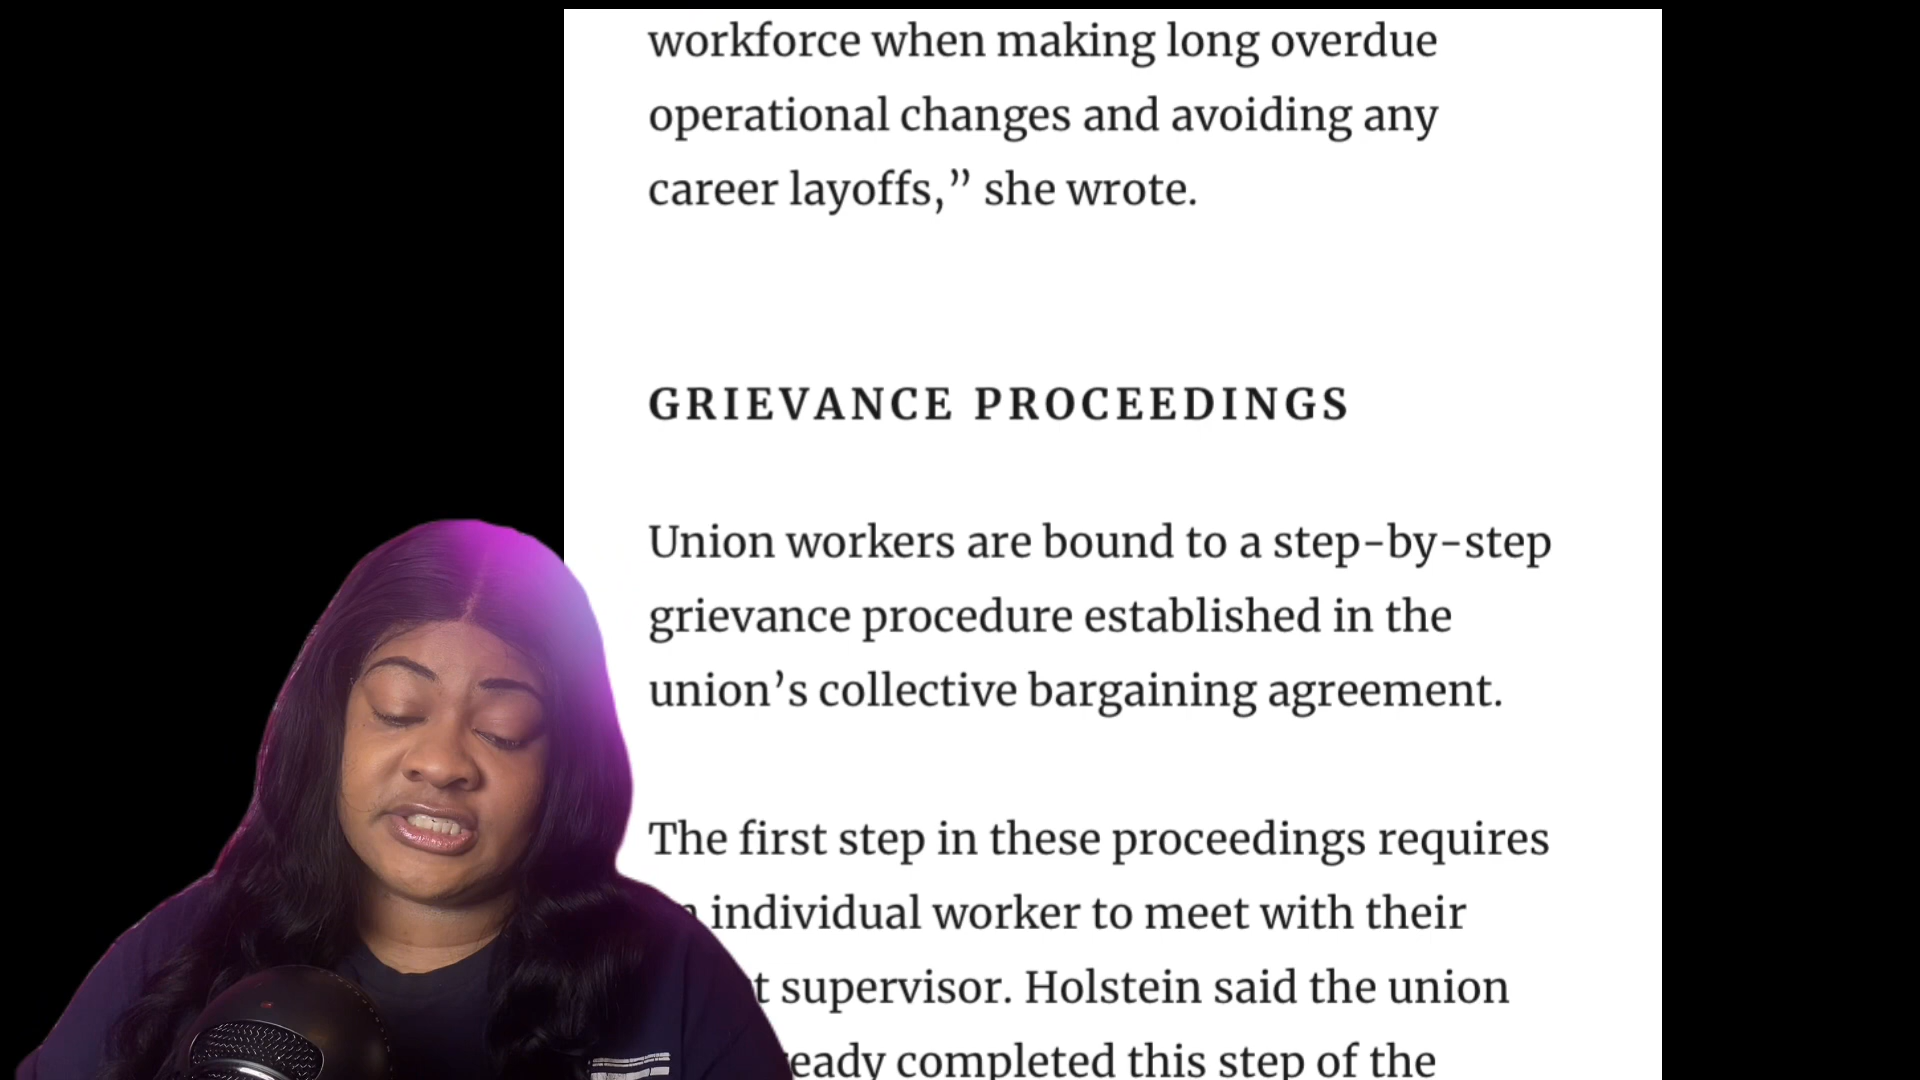 workforce when making long overdue
operational changes and avoiding any
career layoffs,” she wrote.
GRIEVANCE PROCEEDINGS
Union workers are bound to a step-by-step
grievance procedure established in the
union’s collective bargaining agreement.
The first step in these proceedings requires
individual worker to meet with their
supervisor. Holstein said the union
completed this step of the